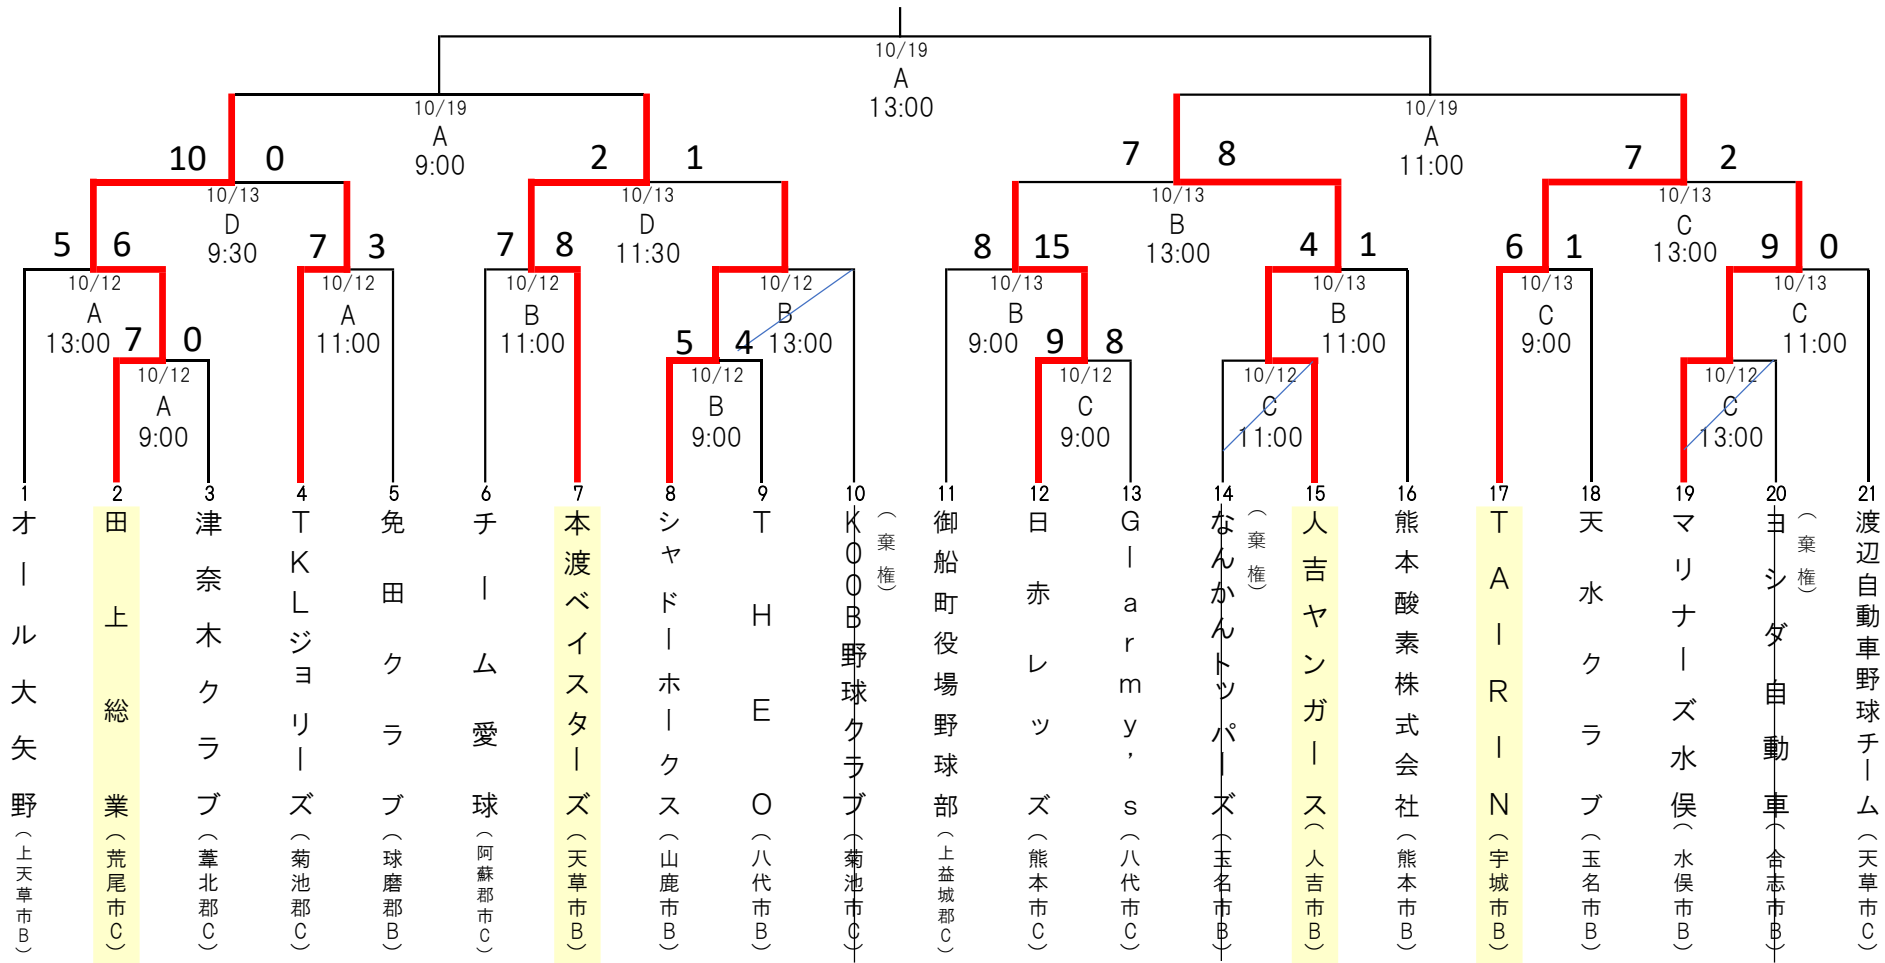 10/19
A
13:00
10/19
A
9:00
10/19
A
11:00
10 0
10/13
D
9:30
2 1
10/13
D
11:30
7 8
10/13
B
13:00
7 2
10/13
C
13:00
5 6
10/12
A
13:00
7 3
10/12
A
11:00
7 8
10/12
B
11:00
10/12
B
13:00
8 15
10/13
B
9:00
4 1
10/13
B
11:00
6 1
10/13
C
9:00
9 0
10/13
C
11:00
7 0
10/12
A
9:00
5 4
10/12
B
9:00
9 8
10/12
C
9:00
10/12
C
11:00
10/12
C
13:00
1
オール大矢野(上天草市B)
2
田上総業(荒尾市C)
3
津奈木クラブ(葦北郡C)
4
TKLジョリーズ(菊池郡C)
5
免田クラブ(球磨郡B)
6
チーム愛球(阿蘇郡市C)
7
本渡ベイスターズ(天草市B)
8
シャドーホークス(山鹿市B)
9
THEO(八代市B)
10
KOOB野球クラブ(菊池市C)
(棄権)
11
御船町役場野球部(上益城郡C)
12
日赤レッズ(熊本市C)
13
Glarmy's(八代市C)
14
なんかんトッパーズ(玉名市B)
(棄権)
15
人吉ヤンガース(人吉市B)
16
熊本酸素株式会社(熊本市B)
17
TAIRIN(宇城市B)
18
天水クラブ(玉名市B)
19
マリナーズ水俣(水俣市B)
20
ヨシダ自動車(合志市B)
(棄権)
21
渡辺自動車野球チーム(天草市C)